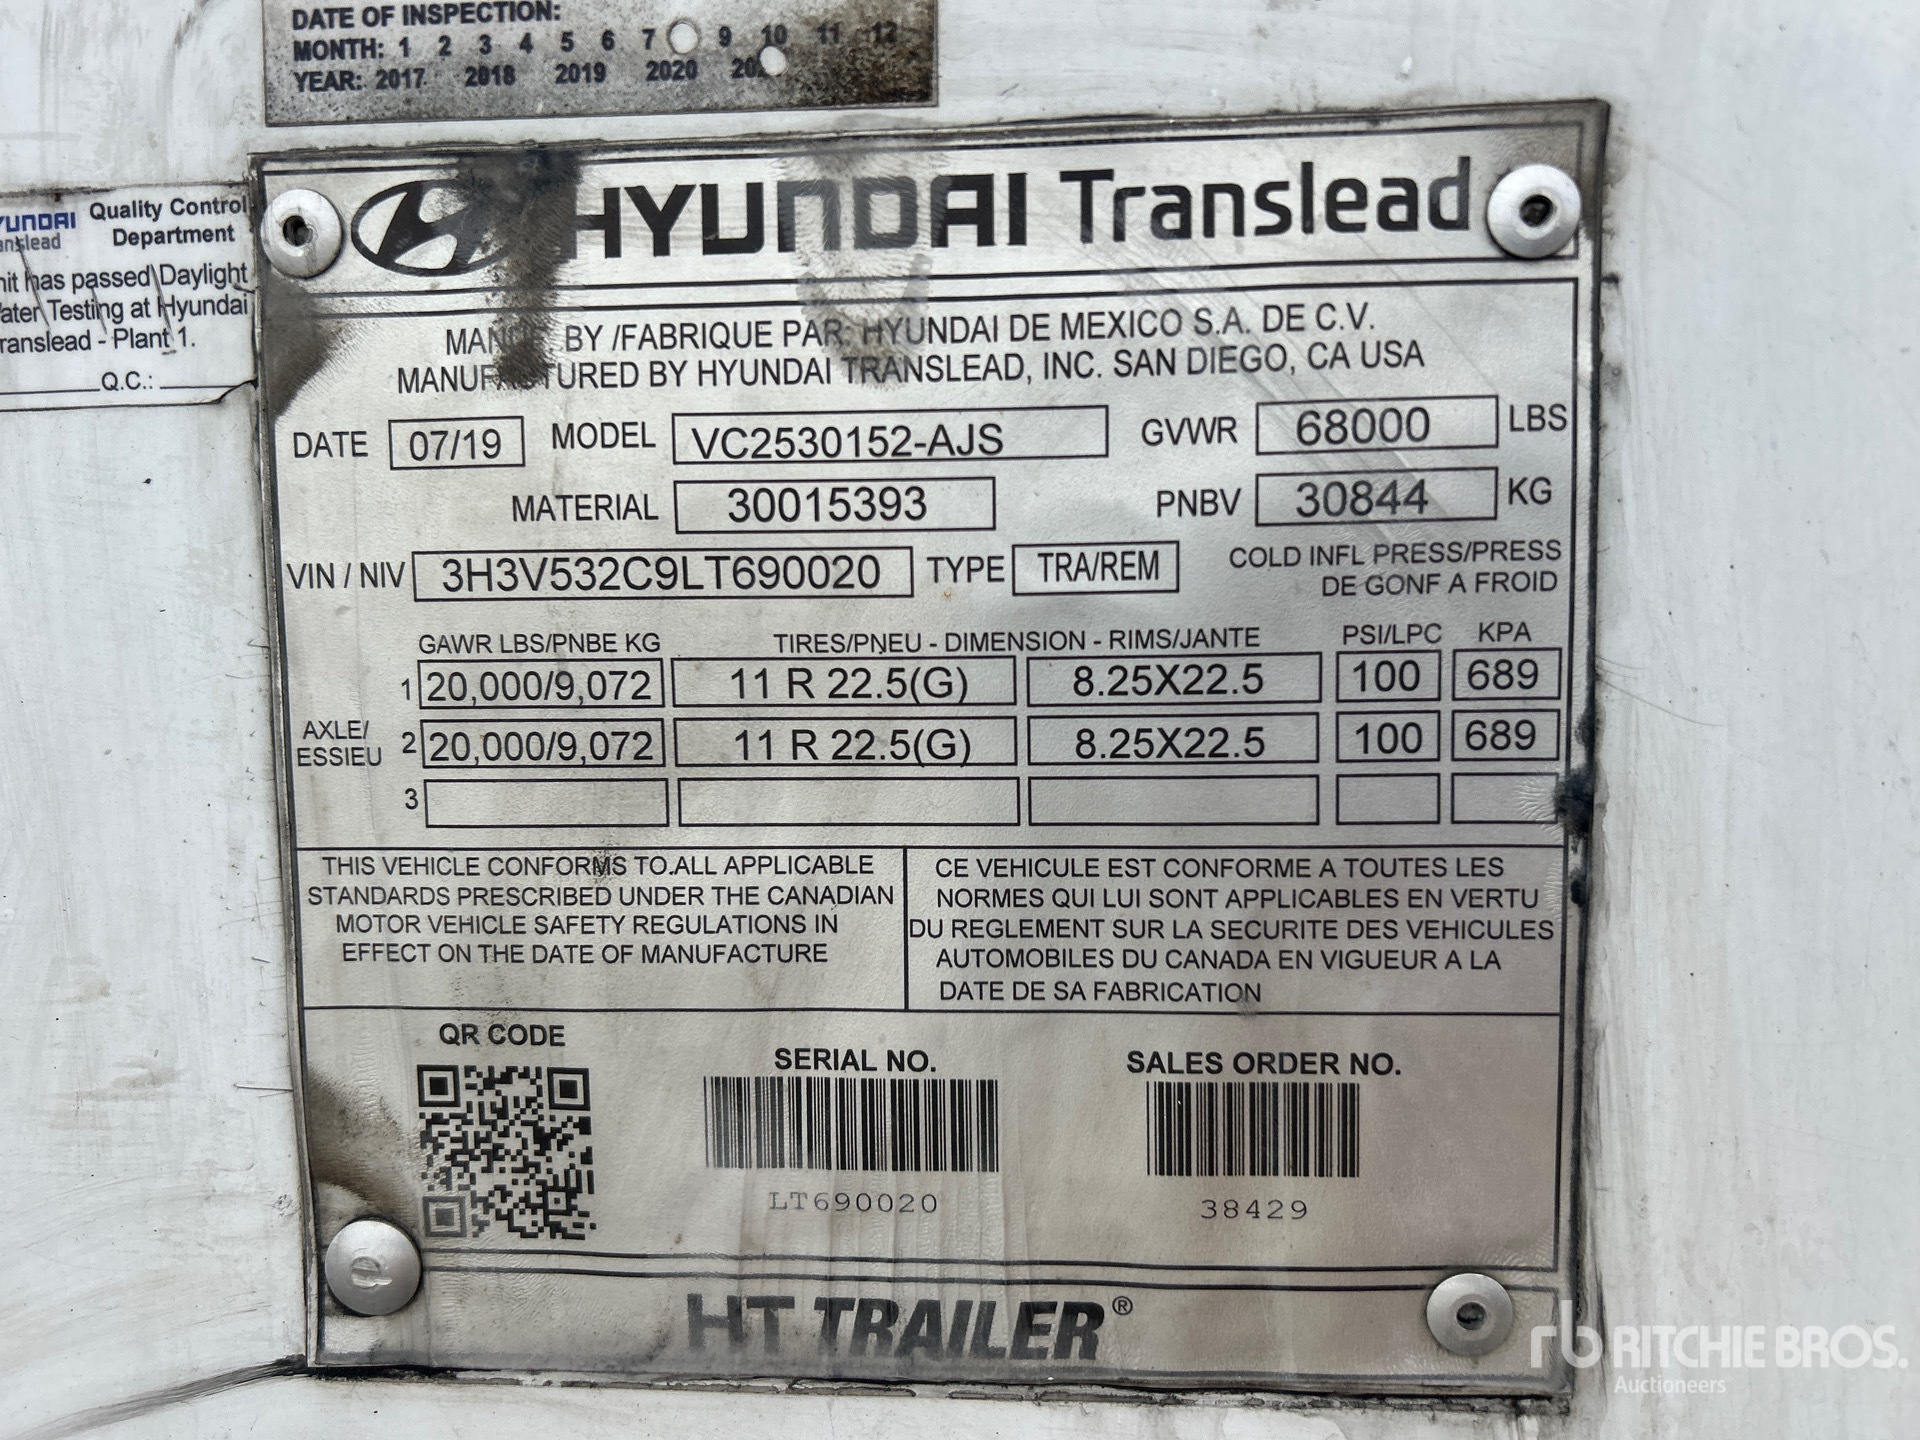 DATE OF INSPECTION:
MONTH: 1 2 3 4 5 6 7 9 10 11 12
YEAR: 2017 2018 2019 2020
HYUNDAI Translead
Quality Control
Department
has passed Daylight
Testing at Hyundai
Translead - Plant 1.
Q.C.:
HYUNDAI Translead
BY /FABRIQUE PAR: HYUNDAI DE MEXICO S.A. DE C.V.
MANUFACTURED BY HYUNDAI TRANSLEAD, INC. SAN DIEGO, CA USA
DATE 07/19 MODEL VC2530152-AJS GVWR 68000 LBS
MATERIAL 30015393 PNBV 30844 KG
VIN / NIV 3H3V532C9LT690020 TYPE TRA/REM
COLD INFL PRESS/PRESS
DE GONF A FROID
GAWR LBS/PNBE KG TIRES/PNEU - DIMENSION - RIMS/JANTE PSI/LPC KPA
1 20,000/9,072 11 R 22.5(G) 8.25X22.5 100 689
AXLE/
ESSIEU
2 20,000/9,072 11 R 22.5(G) 8.25X22.5 100 689
3
THIS VEHICLE CONFORMS TO ALL APPLICABLE
STANDARDS PRESCRIBED UNDER THE CANADIAN
MOTOR VEHICLE SAFETY REGULATIONS IN
EFFECT ON THE DATE OF MANUFACTURE
CE VEHICULE EST CONFORME A TOUTES LES
NORMES QUI LUI SONT APPLICABLES EN VERTU
DU REGLEMENT SUR LA SECURITE DES VEHICULES
AUTOMOBILES DU CANADA EN VIGUEUR A LA
DATE DE SA FABRICATION
QR CODE
SERIAL NO.
LT690020
SALES ORDER NO.
38429
HT TRAILER®
rb RITCHIE BROS.
Auctioneers